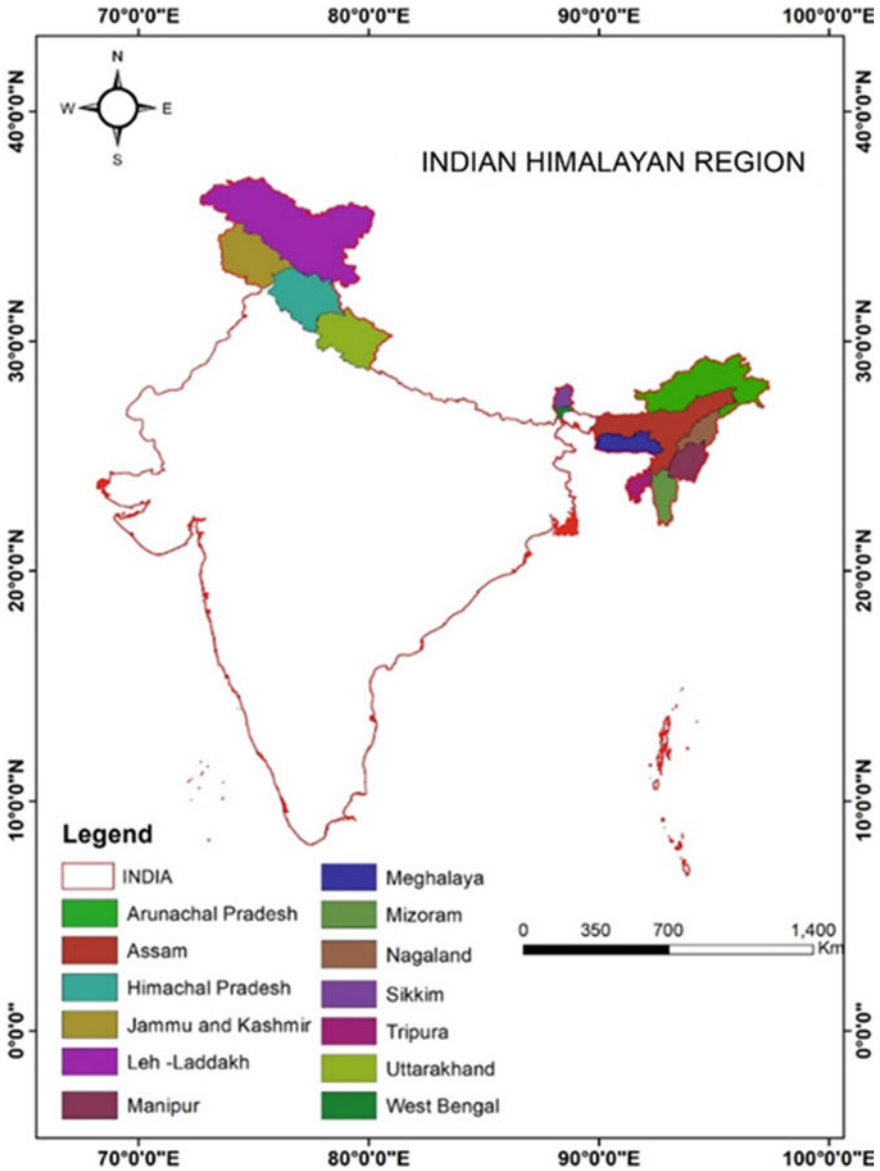 70°0'0"E 80°0'0"E 90°0'0"E 100°0'0"E
N
W E
S
INDIAN HIMALAYAN REGION
40°0'0"N 40°0'0"N
30°0'0"N 30°0'0"N
20°0'0"N 20°0'0"N
10°0'0"N 10°0'0"N
0°0'0" 0°0'0"
Legend
INDIA
Arunachal Pradesh
Assam
Himachal Pradesh
Jammu and Kashmir
Leh -Laddakh
Manipur
Meghalaya
Mizoram
Nagaland
Sikkim
Tripura
Uttarakhand
West Bengal
0 350 700 1,400
Km
70°0'0"E 80°0'0"E 90°0'0"E 100°0'0"E